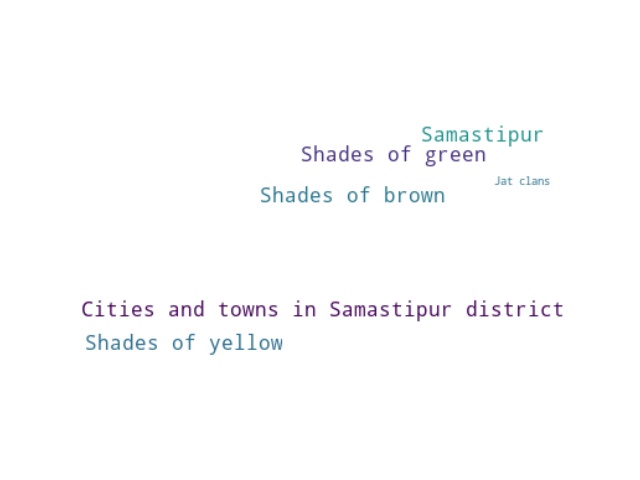 Samastipur
Shades of green
Jat clans
Shades of brown
Cities and towns in Samastipur district
Shades of yellow